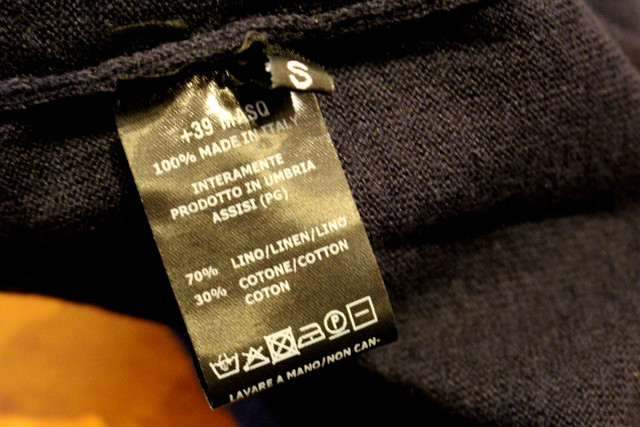 S
+39 MASQ
100% MADE IN ITALY
INTERAMENTE
PRODOTTO IN UMBRIA
ASSISI (PG)
70% LINO/LINEN/LINO
30% COTONE/COTTON
COTON
P
LAVARE A MANO/NON CAN-